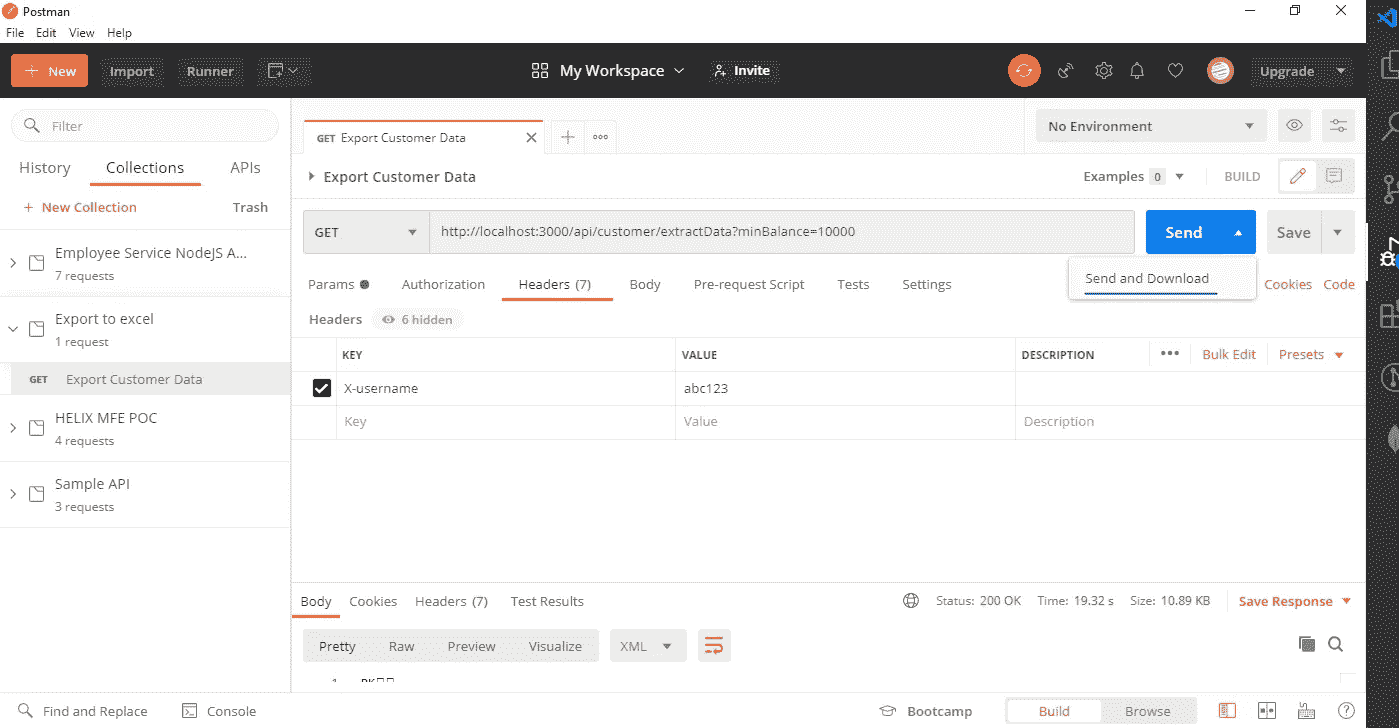 Postman
File Edit View Help
New Import Runner My Workspace Invite Upgrade
Filter
History Collections APIs
+ New Collection Trash
Employee Service NodeJS A...
7 requests
Export to excel
1 request
GET Export Customer Data
HELIX MFE POC
4 requests
Sample API
3 requests
GET Export Customer Data
No Environment
Export Customer Data
Examples 0 BUILD
GET http://localhost:3000/api/customer/extractData?minBalance=10000 Send Save
Send and Download
Params Authorization Headers (7) Body Pre-request Script Tests Settings Cookies Code
Headers 6 hidden
KEY VALUE DESCRIPTION Bulk Edit Presets
X-username abc123
Key Value Description
Body Cookies Headers (7) Test Results Status: 200 OK Time: 19.32 s Size: 10.89 KB Save Response
Pretty Raw Preview Visualize XML
Find and Replace Console Bootcamp Build Browse